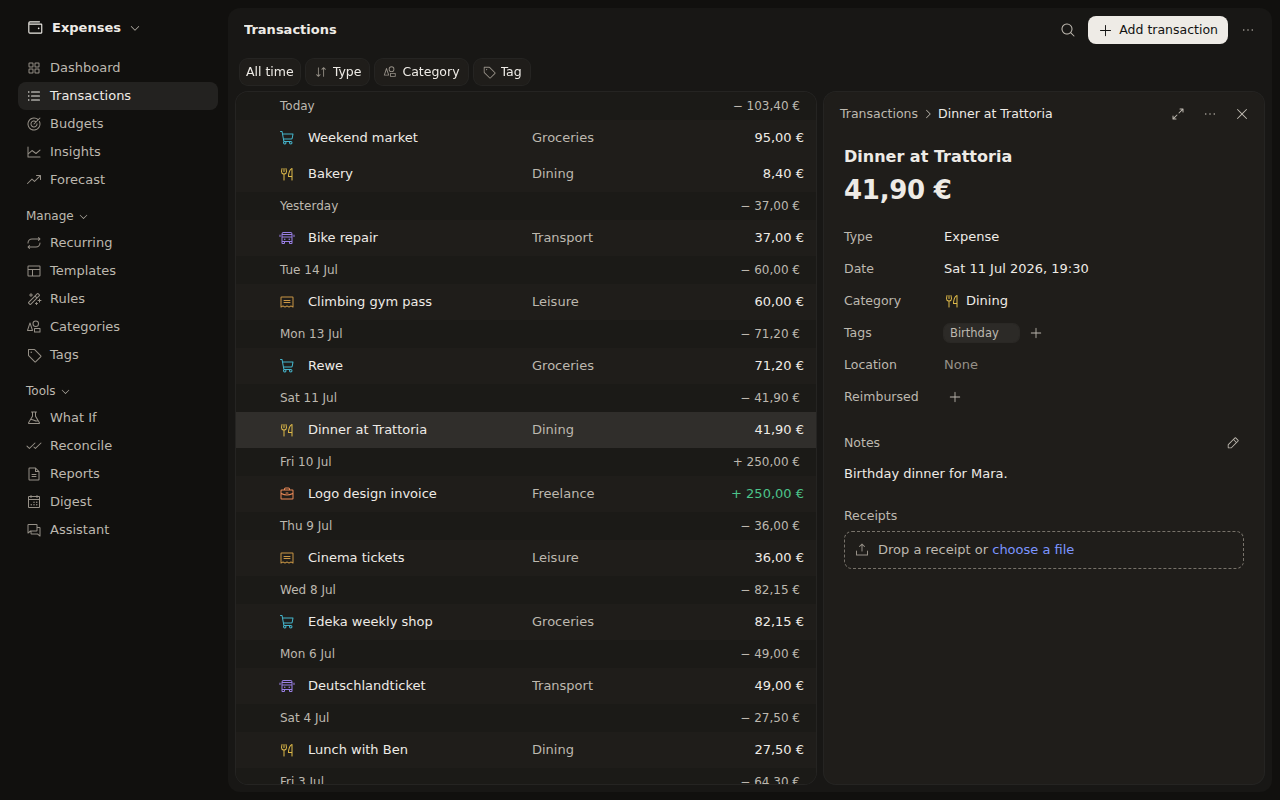 Expenses
Dashboard
Transactions
Budgets
Insights
Forecast
Manage
Recurring
Templates
Rules
Categories
Tags
Tools
What If
Reconcile
Reports
Digest
Assistant
Transactions
Add transaction
All time
Type
Category
Tag
Today − 103,40 €
Weekend market Groceries 95,00 €
Bakery Dining 8,40 €
Yesterday − 37,00 €
Bike repair Transport 37,00 €
Tue 14 Jul − 60,00 €
Climbing gym pass Leisure 60,00 €
Mon 13 Jul − 71,20 €
Rewe Groceries 71,20 €
Sat 11 Jul − 41,90 €
Dinner at Trattoria Dining 41,90 €
Fri 10 Jul + 250,00 €
Logo design invoice Freelance + 250,00 €
Thu 9 Jul − 36,00 €
Cinema tickets Leisure 36,00 €
Wed 8 Jul − 82,15 €
Edeka weekly shop Groceries 82,15 €
Mon 6 Jul − 49,00 €
Deutschlandticket Transport 49,00 €
Sat 4 Jul − 27,50 €
Lunch with Ben Dining 27,50 €
Fri 3 Jul − 64,30 €
Transactions Dinner at Trattoria
Dinner at Trattoria
41,90 €
Type Expense
Date Sat 11 Jul 2026, 19:30
Category Dining
Tags Birthday
Location None
Reimbursed
Notes
Birthday dinner for Mara.
Receipts
Drop a receipt or choose a file